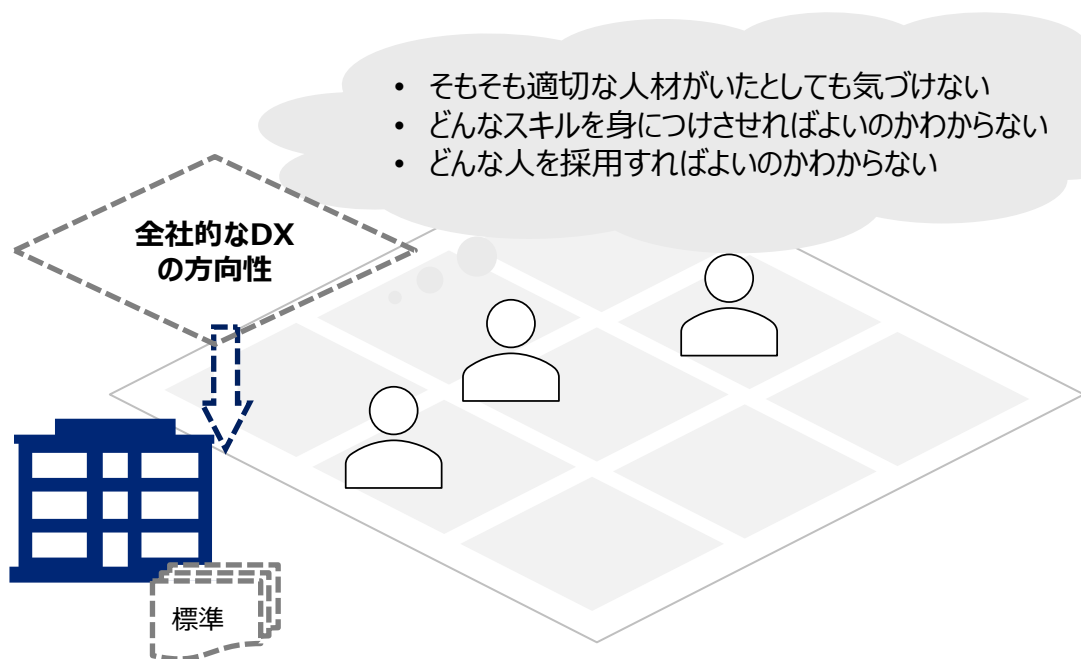 • そもそも適切な人材がいたとしても気づけない
• どんなスキルを身につけさせればよいのかわからない
• どんな人を採用すればよいのかわからない
全社的なDX
の方向性
標準